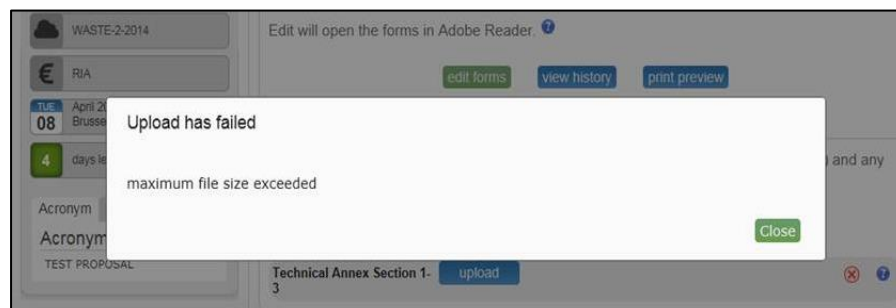 WASTE-2-2014
Edit will open the forms in Adobe Reader. ?
€ RIA
edit forms view history print preview
TUE April 20
08 Brusse
Upload has failed
4 days le
) and any
maximum file size exceeded
Acronym
Close
Acronym
TEST PROPOSAL
Technical Annex Section 1-
3
upload
?